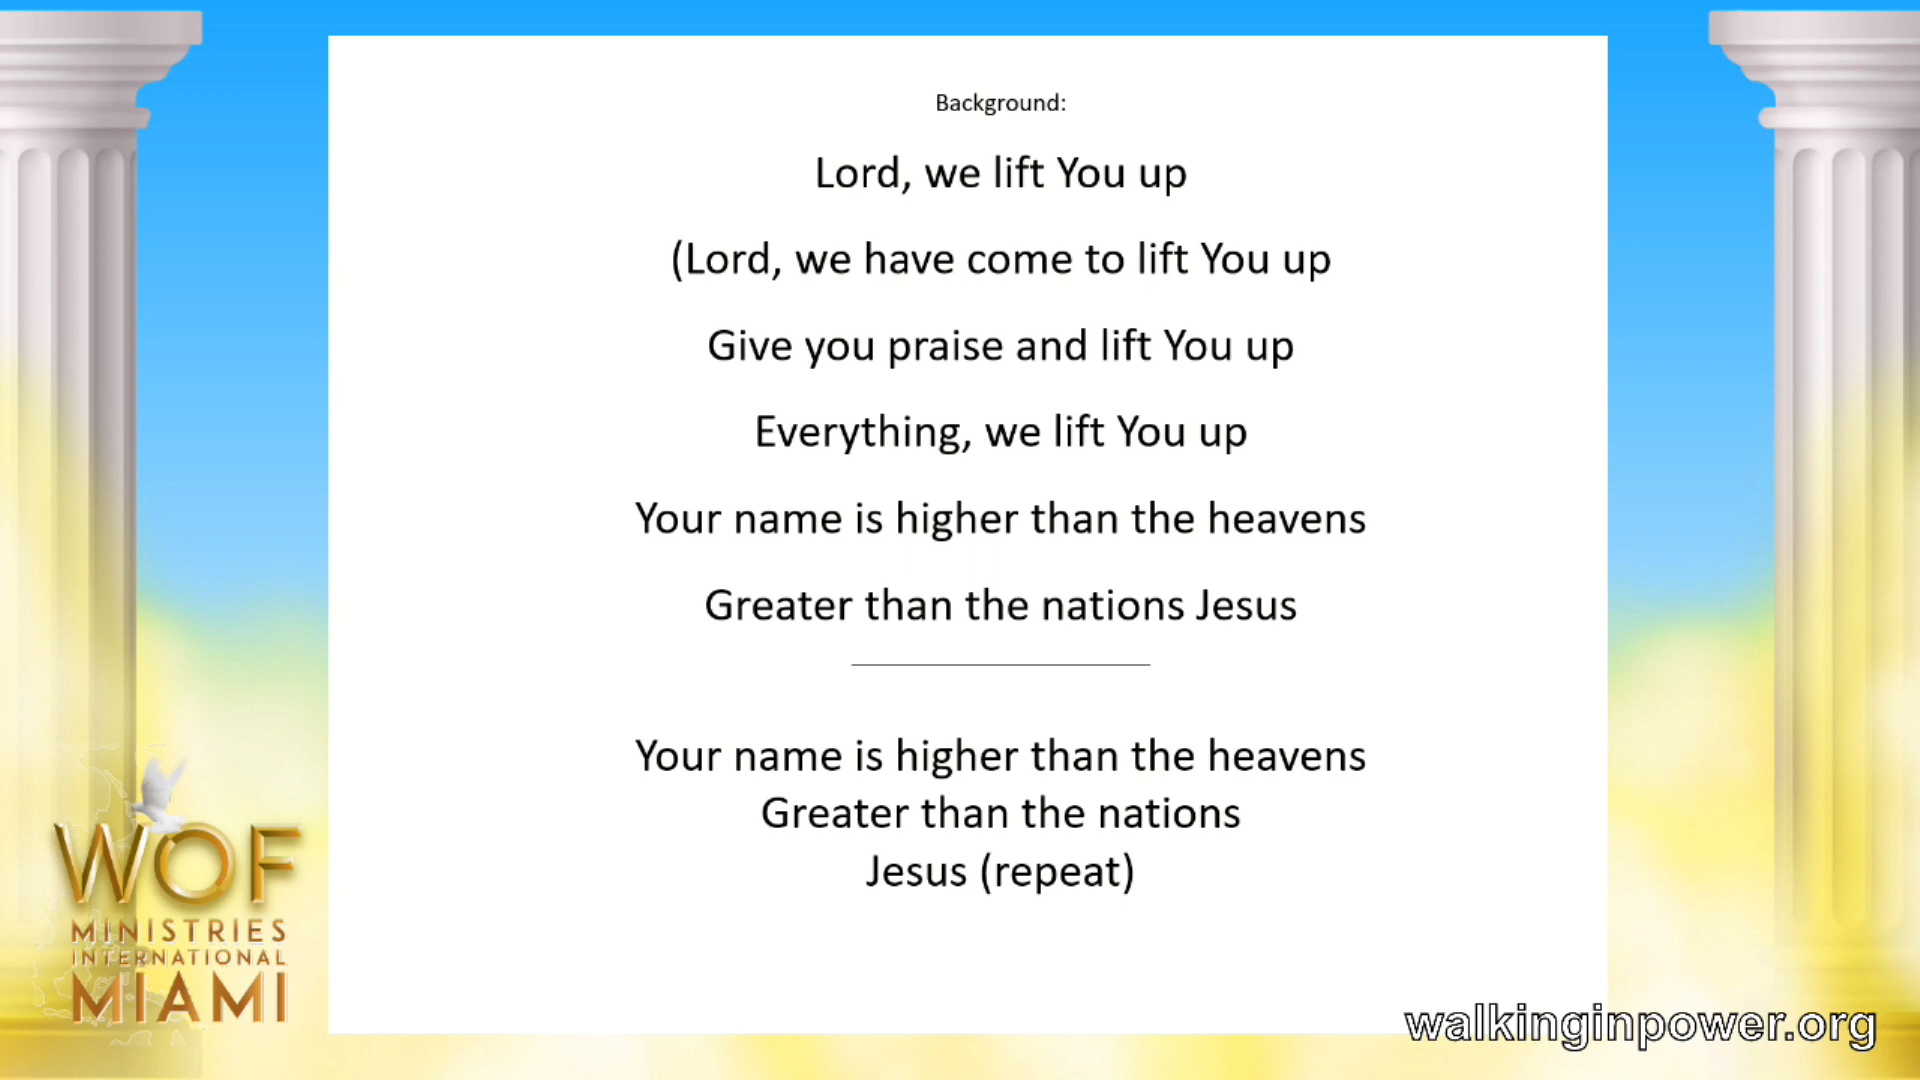 Background:
Lord, we lift You up
(Lord, we have come to lift You up
Give you praise and lift You up
Everything, we lift You up
Your name is higher than the heavens
Greater than the nations Jesus
Your name is higher than the heavens
Greater than the nations
Jesus (repeat)
WOF
MINISTRIES
INTERNATIONAL
MIAMI
walkinginpower.org